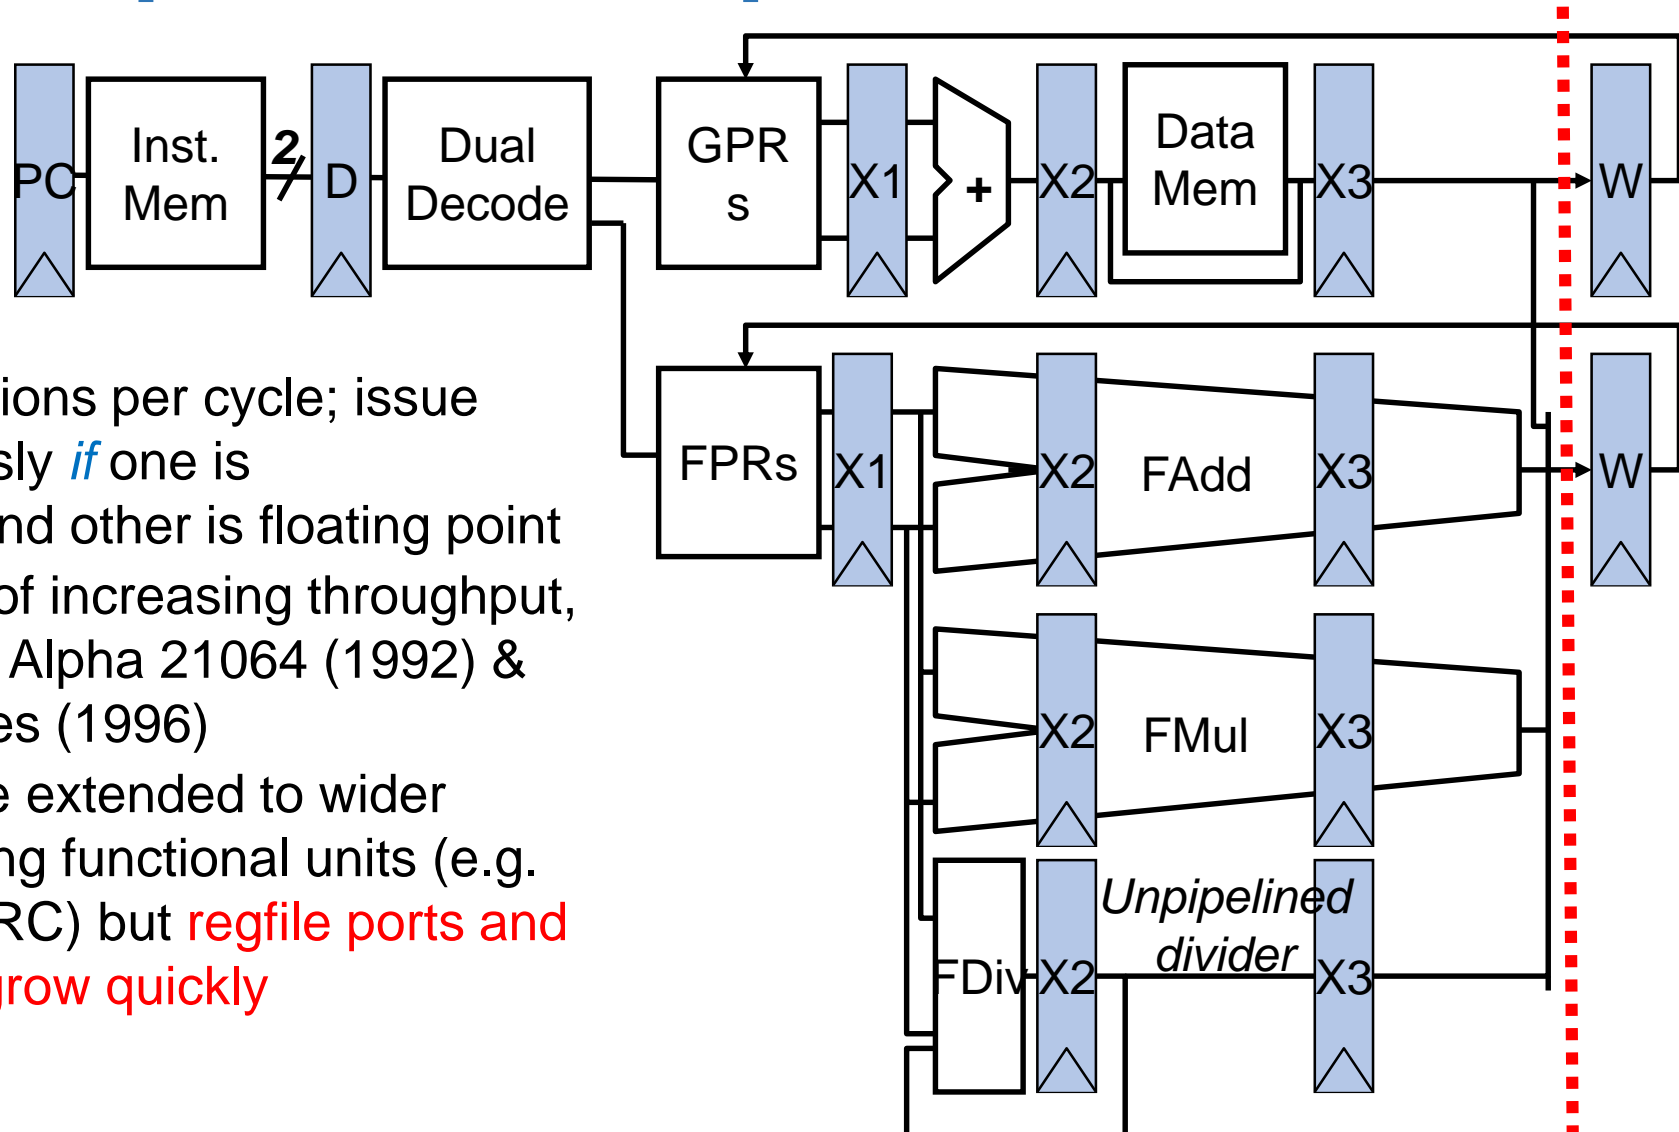 PC
Inst.
Mem
2
D
Dual
Decode
GPR
s
X1
+
X2
Data
Mem
X3
W
FPRs
X1
X2
FAdd
X3
W
X2
FMul
X3
FDiv
X2
Unpipelined
divider
X3
ions per cycle; issue
sly if one is
nd other is floating point
of increasing throughput,
Alpha 21064 (1992) &
es (1996)
e extended to wider
ng functional units (e.g.
RC) but regfile ports and
grow quickly